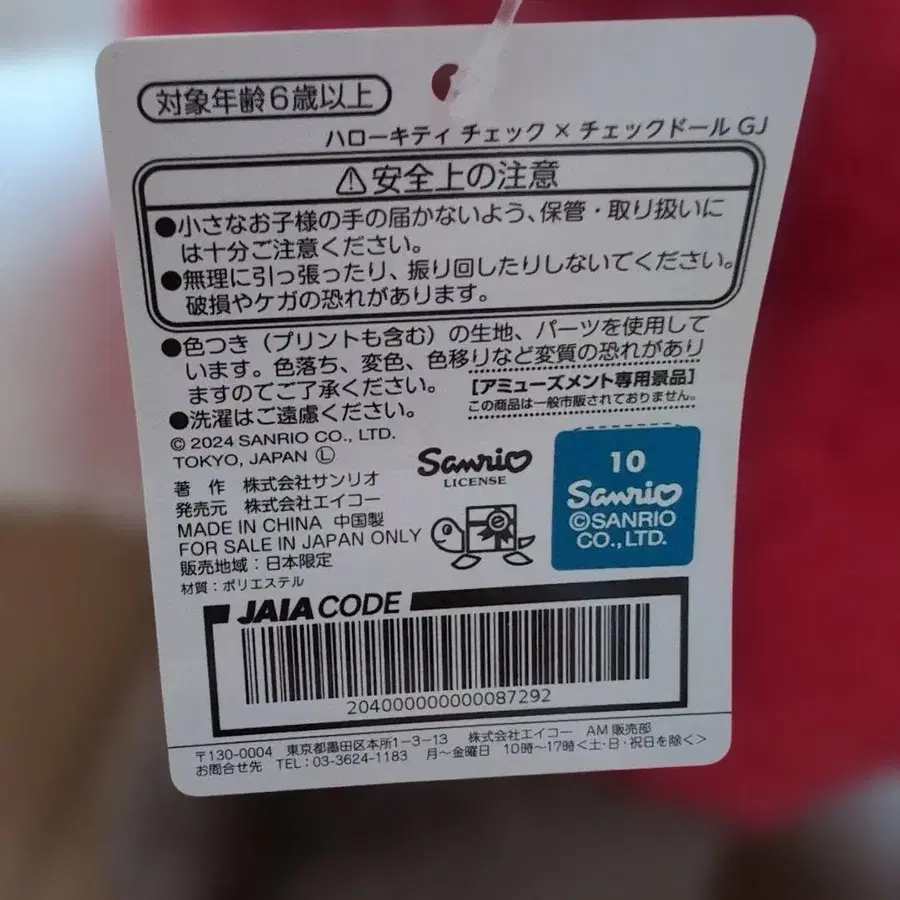 対象年齢6歳以上
ハローキティ チェック × チェックドール GJ
⚠安全上の注意
●小さなお子様の手の届かないよう、保管・取り扱いに
は十分ご注意ください。
●無理に引っ張ったり、振り回したりしないでください。
破損やケガの恐れがあります。
●色つき（プリントも含む）の生地、パーツを使用して
います。色落ち、変色、色移りなど変質の恐れがあり
ますのでご了承ください。
●洗濯はご遠慮ください。
［アミューズメント専用景品］
この商品は一般市販されておりません。
© 2024 SANRIO CO., LTD.
TOKYO, JAPAN Ⓛ
著 作 株式会社サンリオ
発売元 株式会社エイコー
MADE IN CHINA 中国製
FOR SALE IN JAPAN ONLY
販売地域：日本限定
材質：ポリエステル
Sanrio
LICENSE
10
Sanrio
©SANRIO
CO., LTD.
JAIA CODE
204000000000087292
〒130-0004 東京都墨田区本所1-3-13 株式会社エイコー AM販売部
お問合せ先 TEL：03-3624-1183 月〜金曜日 10時〜17時＜土・日・祝日を除く＞